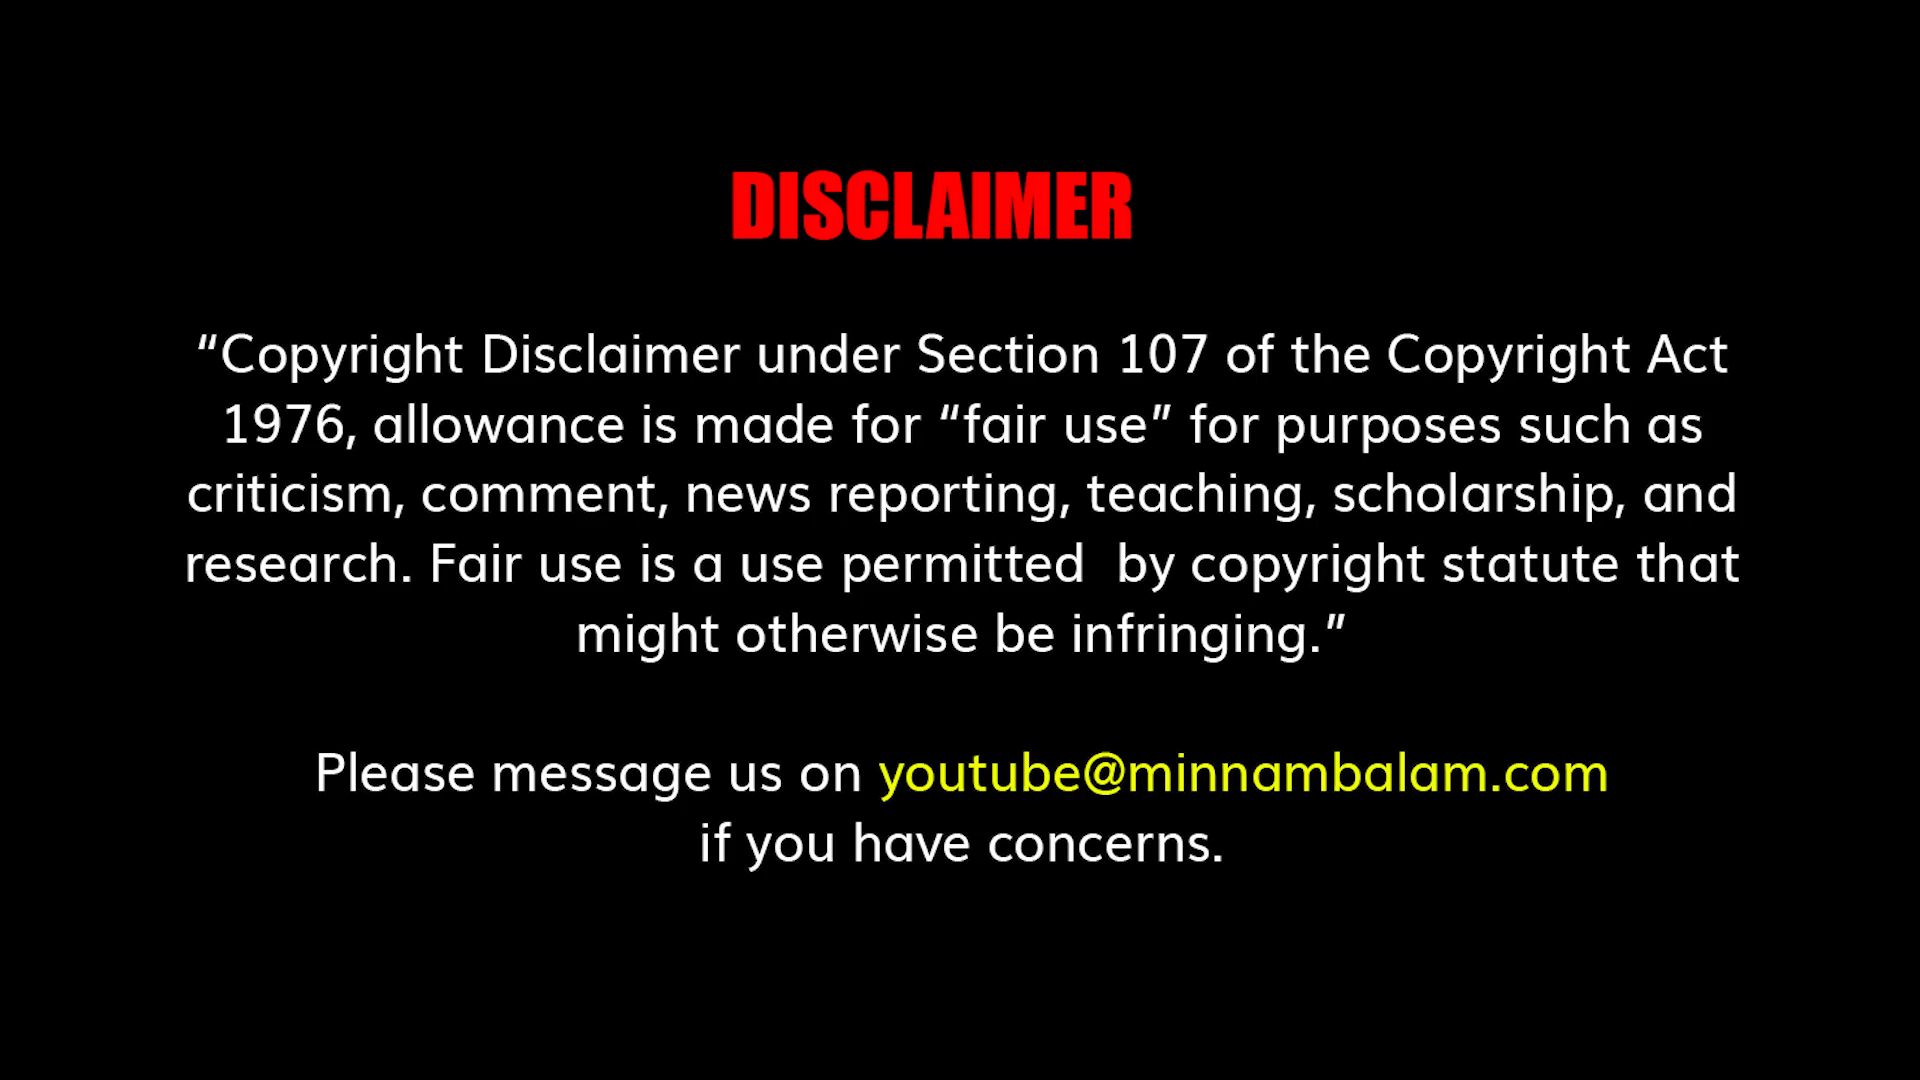 DISCLAIMER
“Copyright Disclaimer under Section 107 of the Copyright Act
1976, allowance is made for “fair use” for purposes such as
criticism, comment, news reporting, teaching, scholarship, and
research. Fair use is a use permitted  by copyright statute that
might otherwise be infringing.”
Please message us on youtube@minnambalam.com
if you have concerns.